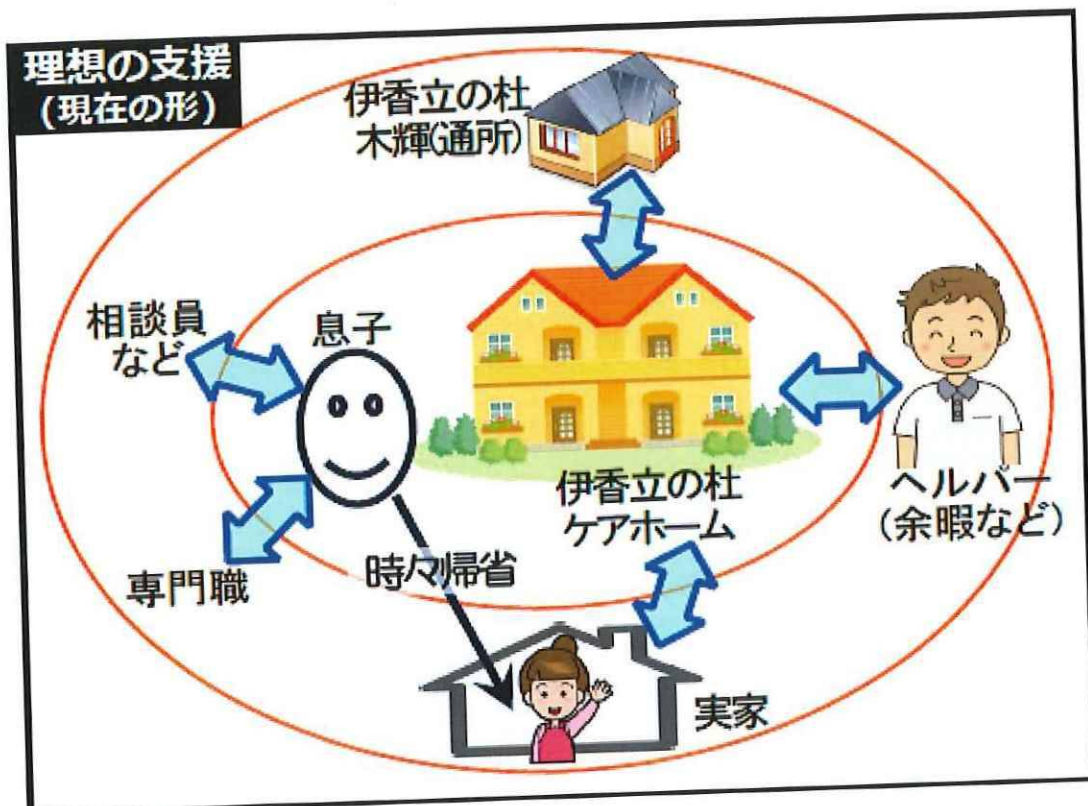 理想の支援
(現在の形)
伊香立の杜
木輝(通所)
相談員
など
息子
伊香立の杜
ケアホーム
ヘルパー
(余暇など)
時々帰省
専門職
実家